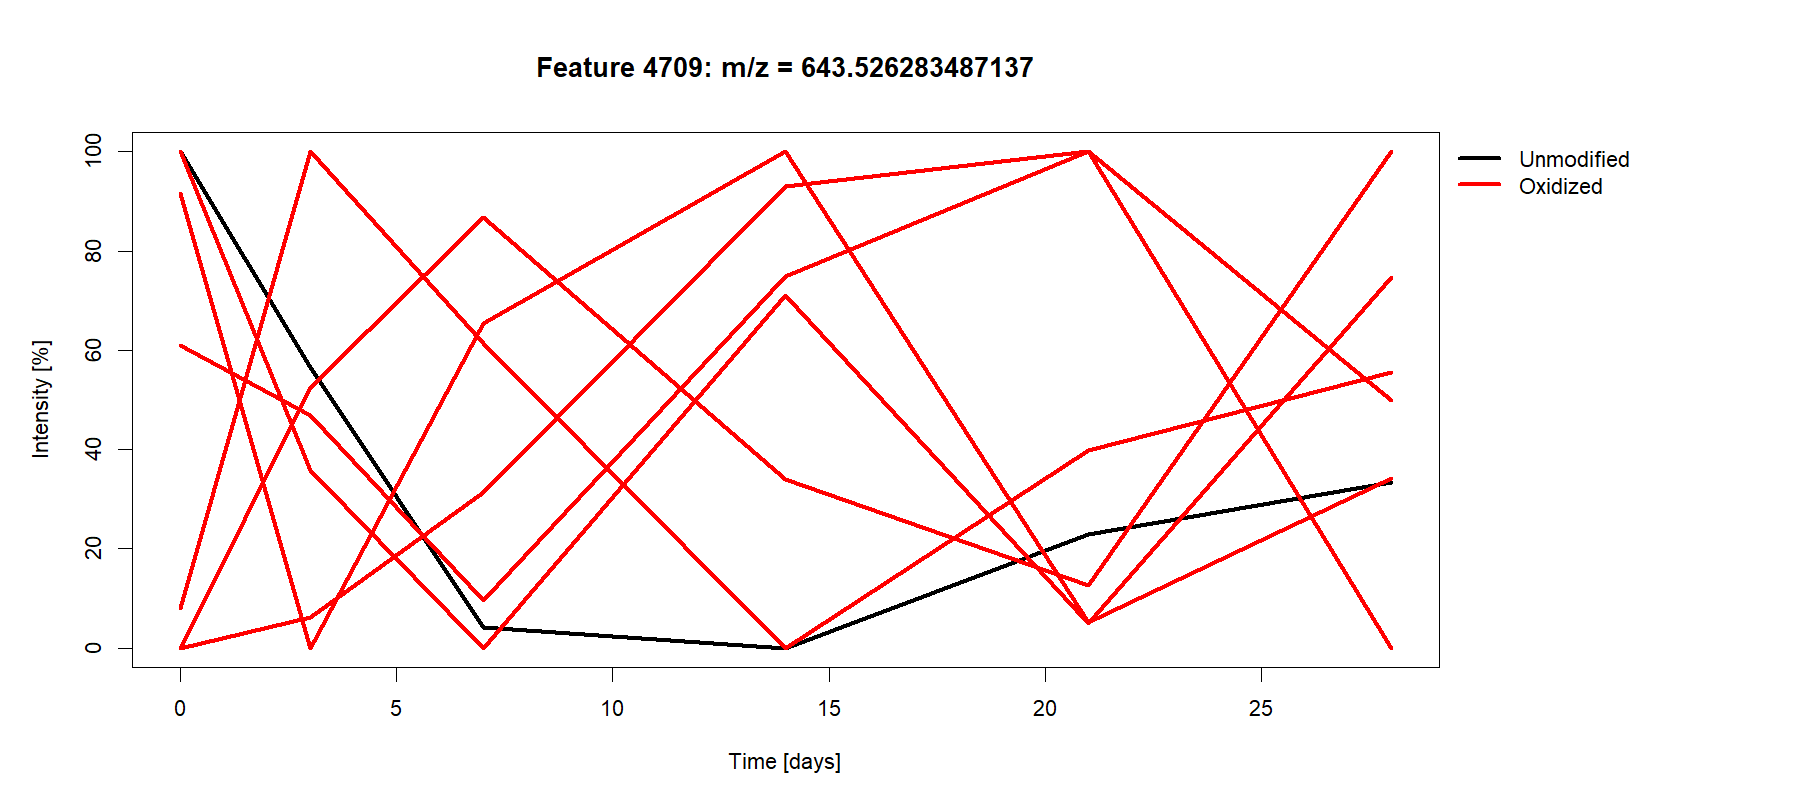 Feature 4709: m/z = 643.526283487137
Unmodified
Oxidized
Intensity [%]
100
80
60
40
20
0
0 5 10 15 20 25
Time [days]